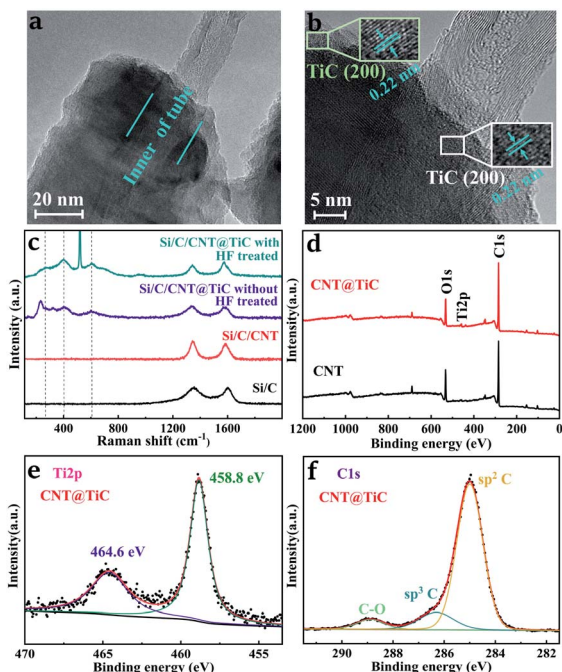 a
Inner of tube
20 nm
b
TiC (200)
0.22 nm
TiC (200)
0.22 nm
5 nm
c
Si/C/CNT@TiC with
HF treated
Si/C/CNT@TiC without
HF treated
Si/C/CNT
Si/C
Intensity (a.u.)
400 800 1200 1600
Raman shift (cm⁻¹)
d
C1s
O1s
Ti2p
CNT@TiC
CNT
Intensity (a.u.)
1200 1000 800 600 400 200 0
Binding energy (eV)
e
Ti2p
CNT@TiC
458.8 eV
464.6 eV
Intensity(a.u.)
470 465 460 455
Binding energy (eV)
f
C1s
CNT@TiC
sp² C
sp³ C
C-O
Intensity(a.u.)
290 288 286 284 282
Binding energy (eV)